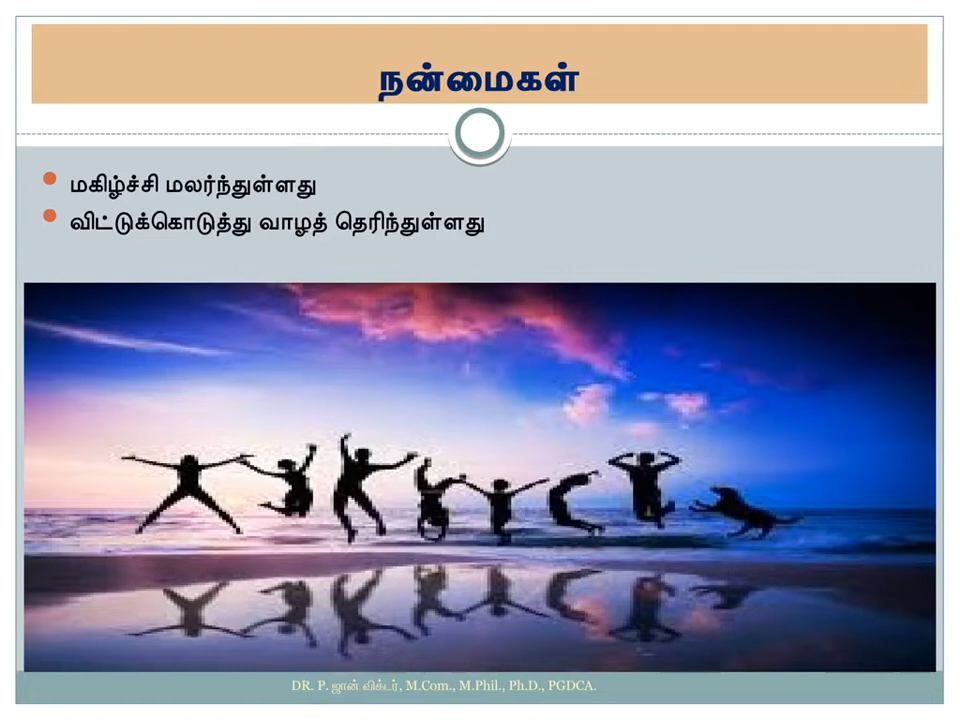 நன்மைகள்
மகிழ்ச்சி மலர்ந்துள்ளது
விட்டுக்கொடுத்து வாழத் தெரிந்துள்ளது
DR. P. ஜான் விக்டர், M.Com., M.Phil., Ph.D., PGDCA.